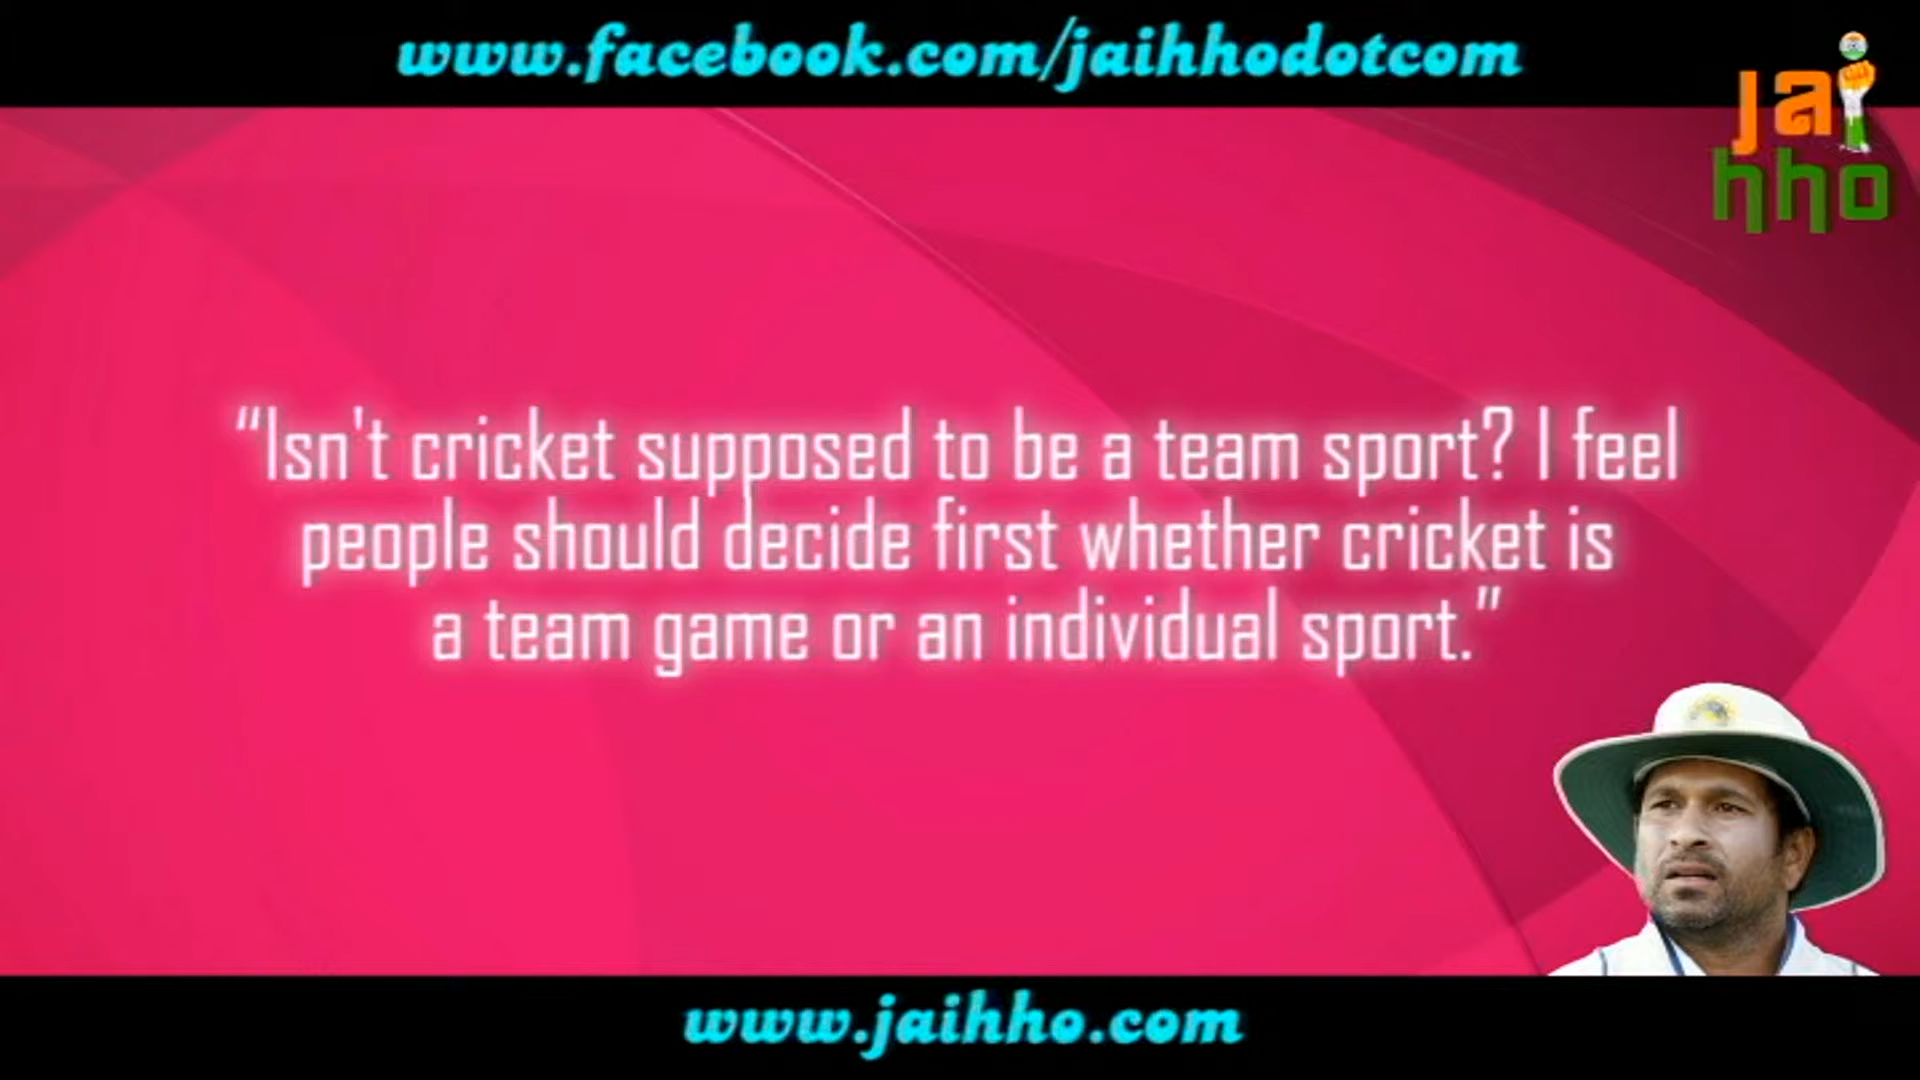 www.facebook.com/jaihhodotcom
jai
hho
“Isn't cricket supposed to be a team sport? I feel
people should decide first whether cricket is
a team game or an individual sport.”
www.jaihho.com